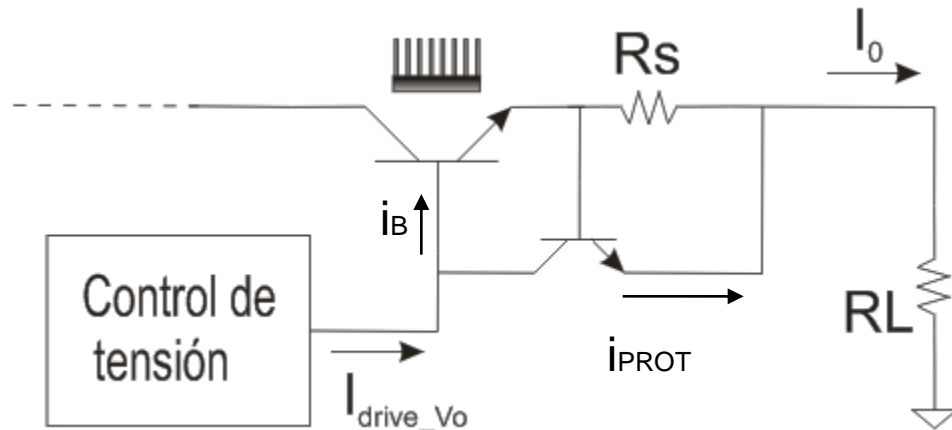 Rs
I0
iB
Control de
tensión
Idrive_Vo
iPROT
RL